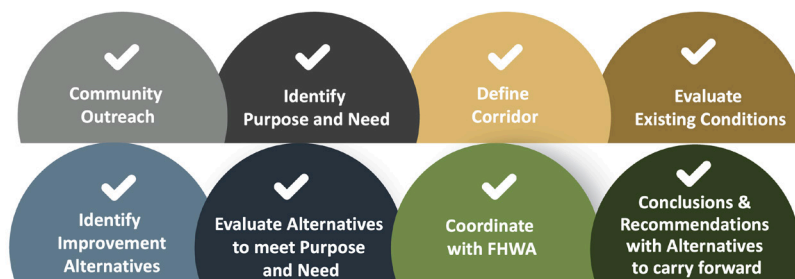 Community
Outreach
Identify
Purpose and Need
Define
Corridor
Evaluate
Existing Conditions
Identify
Improvement
Alternatives
Evaluate Alternatives
to meet Purpose
and Need
Coordinate
with FHWA
Conclusions &
Recommendations
with Alternatives
to carry forward